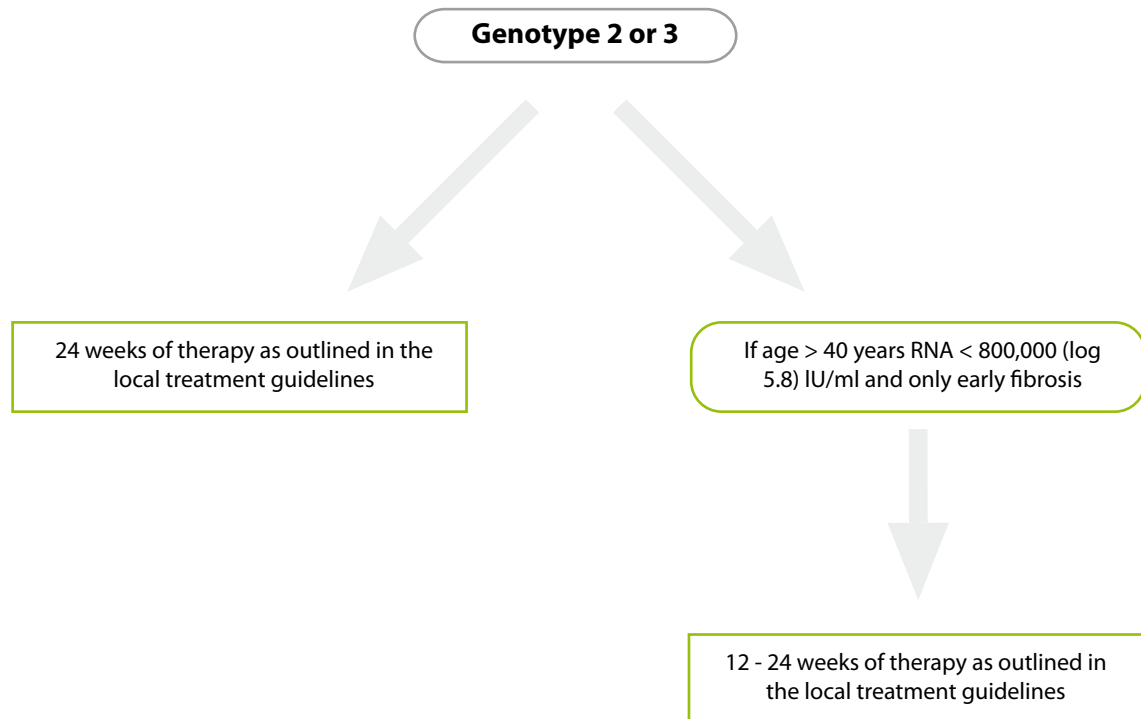 Genotype 2 or 3
24 weeks of therapy as outlined in the
local treatment guidelines
If age > 40 years RNA < 800,000 (log
5.8) lU/ml and only early fibrosis
12 - 24 weeks of therapy as outlined in
the local treatment guidelines